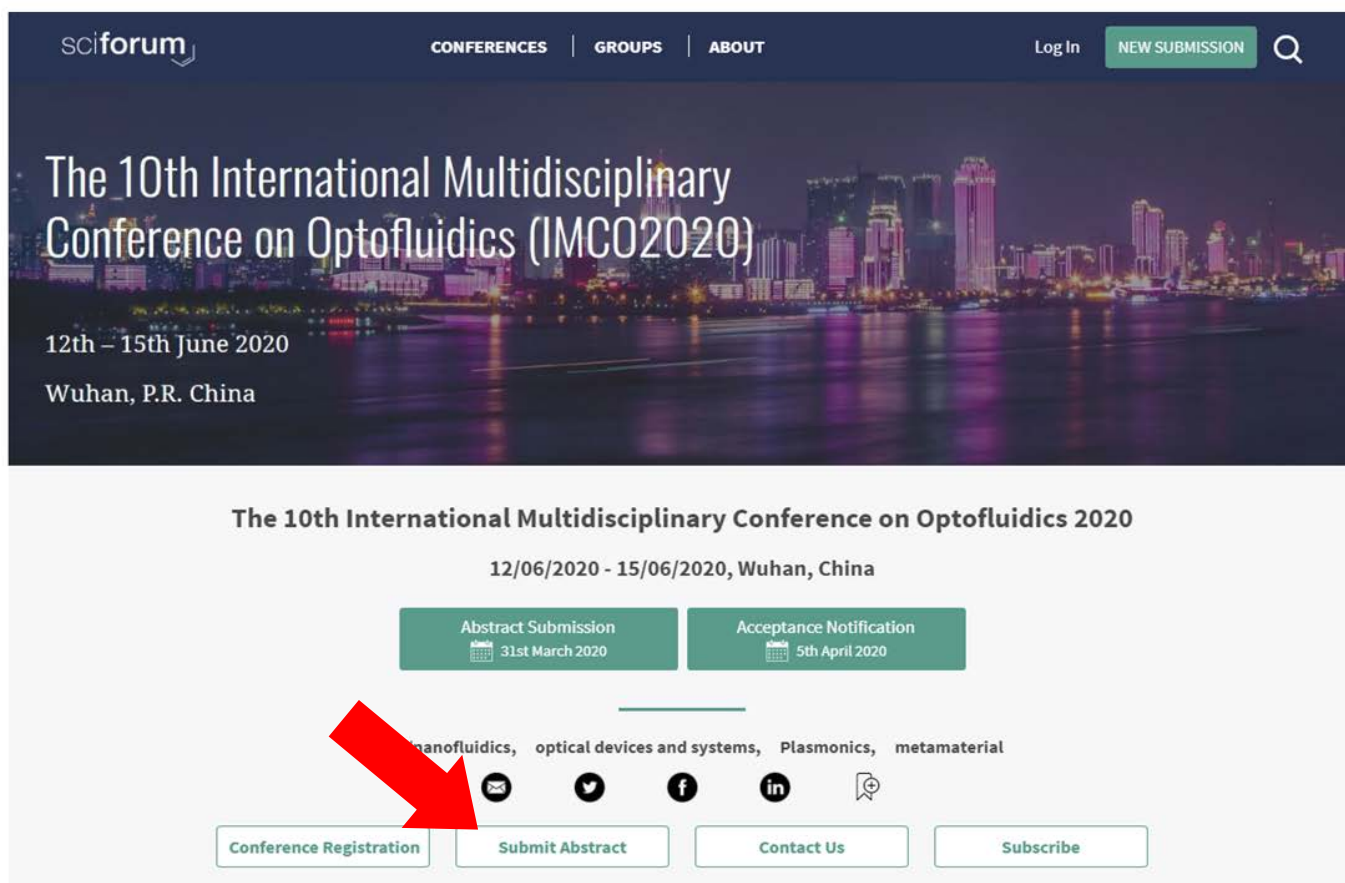 sciforum
CONFERENCES GROUPS ABOUT
Log In NEW SUBMISSION
The 10th International Multidisciplinary
Conference on Optofluidics (IMCO2020)
12th – 15th June 2020
Wuhan, P.R. China
The 10th International Multidisciplinary Conference on Optofluidics 2020
12/06/2020 - 15/06/2020, Wuhan, China
Abstract Submission Acceptance Notification
31st March 2020 5th April 2020
optical devices and systems, Plasmonics, metamaterial
Conference Registration Submit Abstract Contact Us Subscribe